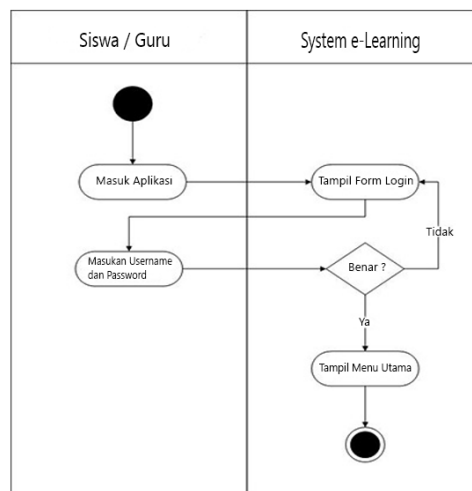 Siswa / Guru
System e-Learning
Masuk Aplikasi
Tampil Form Login
Tidak
Masukan Username
dan Password
Benar ?
Ya
Tampil Menu Utama